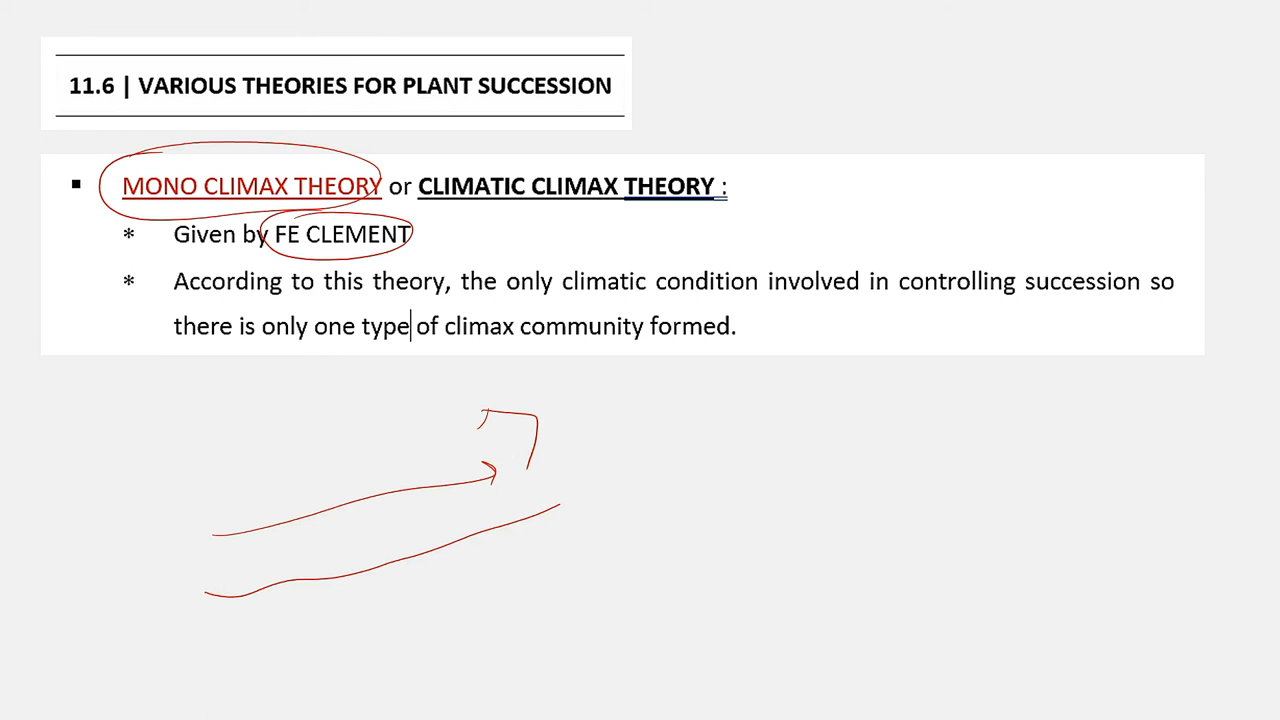 11.6 | VARIOUS THEORIES FOR PLANT SUCCESSION
▪ MONO CLIMAX THEORY or CLIMATIC CLIMAX THEORY :
* Given by FE CLEMENT
* According to this theory, the only climatic condition involved in controlling succession so
there is only one type of climax community formed.